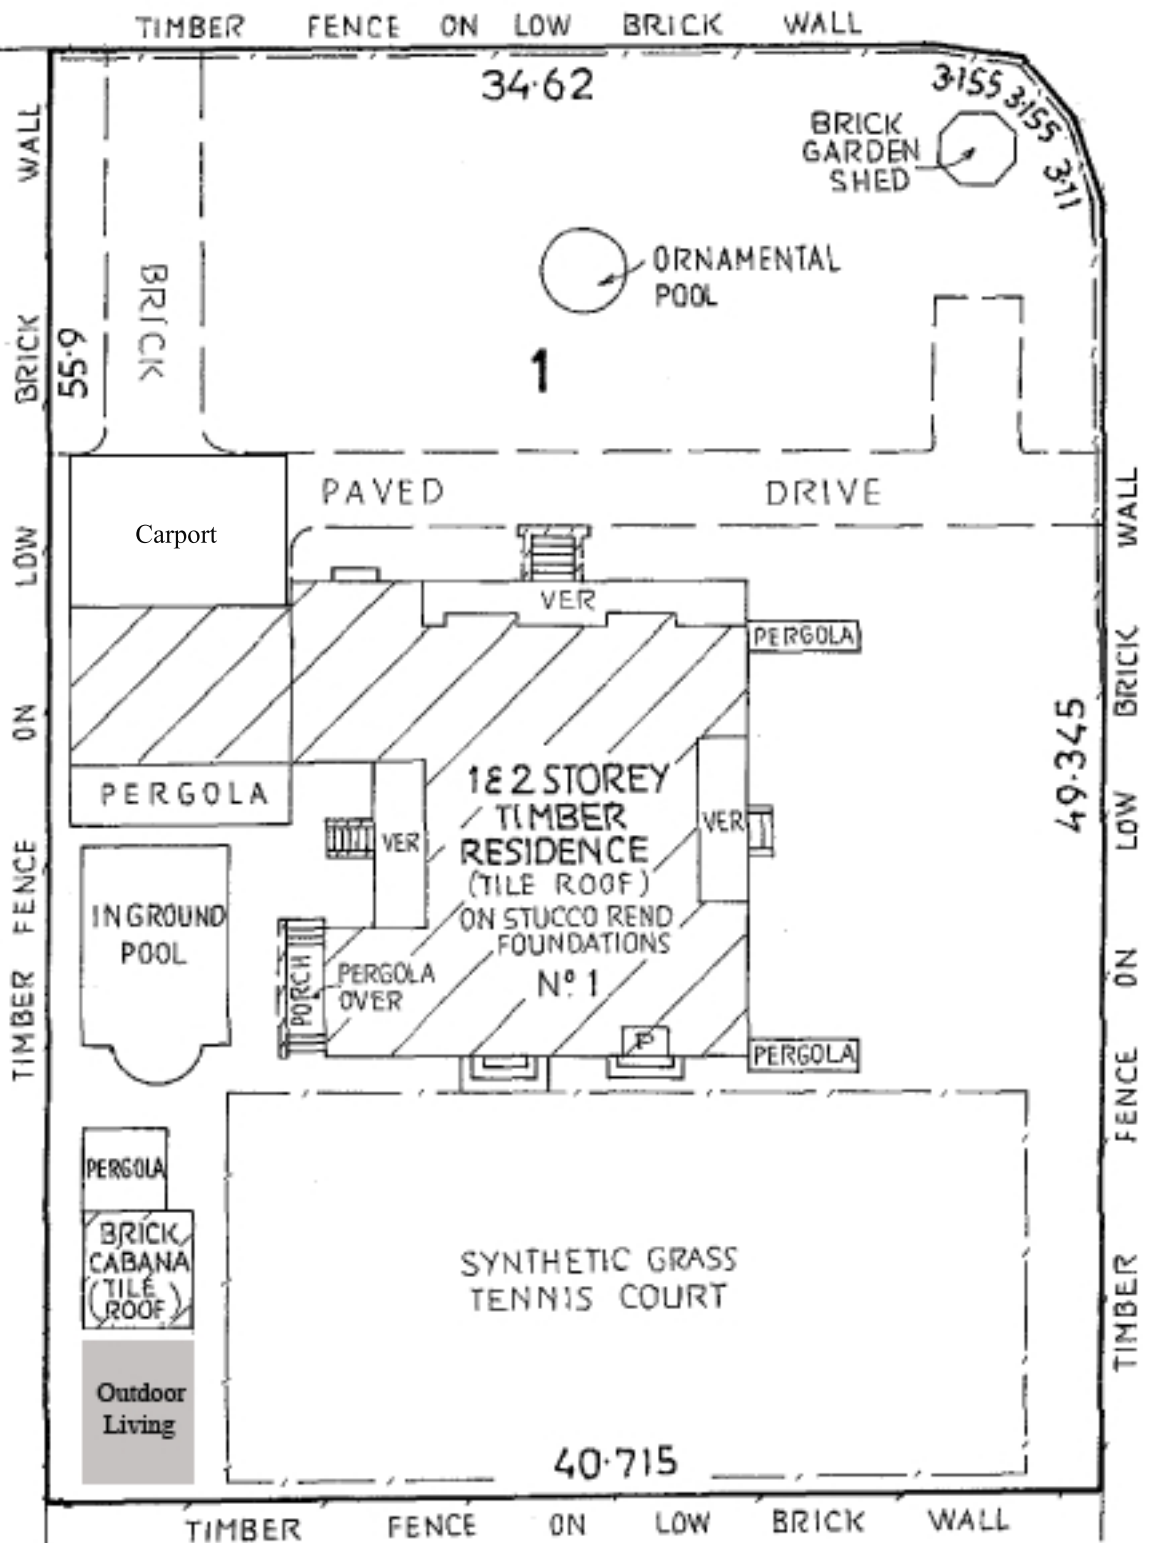 TIMBER FENCE ON LOW BRICK WALL
34·62
3·155
3·155
3·11
BRICK
GARDEN
SHED
ORNAMENTAL
POOL
BRICK
55·9
1
TIMBER FENCE ON LOW BRICK WALL
PAVED DRIVE
Carport
VER
PERGOLA
PERGOLA
1&2 STOREY
TIMBER
RESIDENCE
(TILE ROOF)
ON STUCCO REND
FOUNDATIONS
Nº 1
VER
VER
49·345
TIMBER FENCE ON LOW BRICK WALL
INGROUND
POOL
PORCH
PERGOLA
OVER
P
PERGOLA
PERGOLA
BRICK
CABANA
(TILE
ROOF)
SYNTHETIC GRASS
TENNIS COURT
Outdoor
Living
40·715
TIMBER FENCE ON LOW BRICK WALL